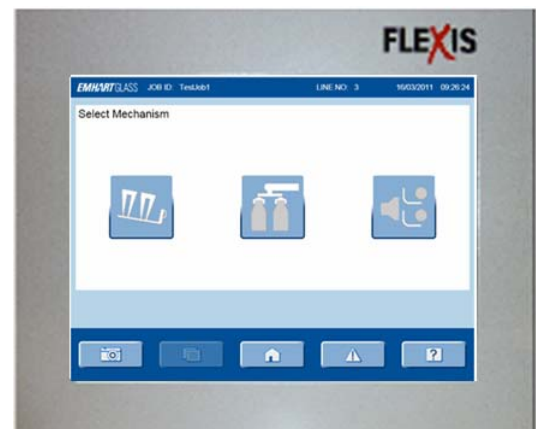 FLEXIS
EMHART GLASS JOB ID: TestJob1 LINE NO: 3 16/03/2011 09:26:24
Select Mechanism
?